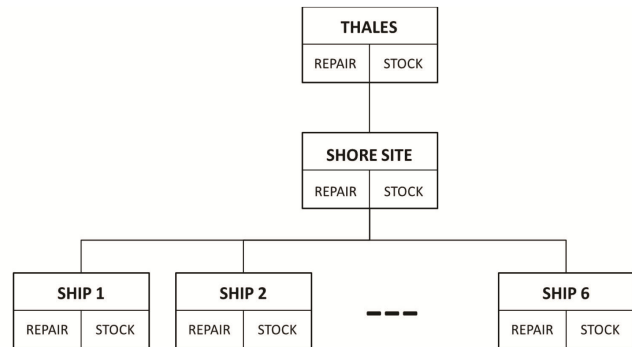 THALES
REPAIR STOCK
SHORE SITE
REPAIR STOCK
SHIP 1 SHIP 2 SHIP 6
REPAIR STOCK REPAIR STOCK REPAIR STOCK